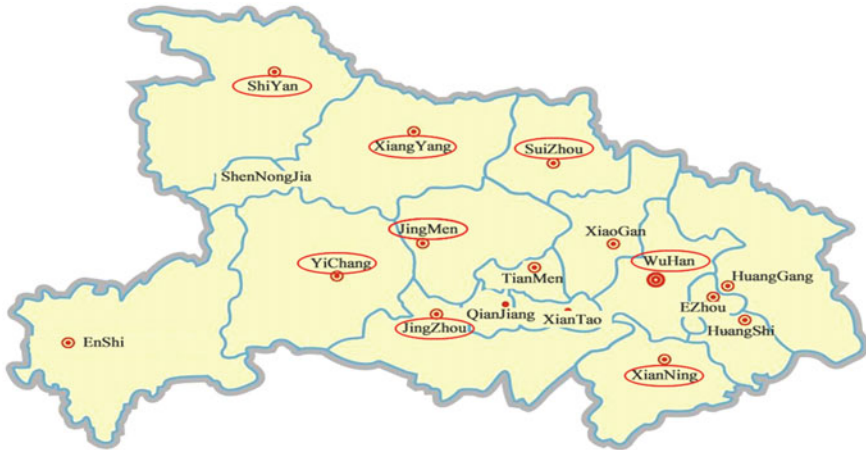 ShiYan
XiangYang
SuiZhou
ShenNongJia
JingMen
XiaoGan
YiChang
WuHan
TianMen
HuangGang
EZhou
QianJiang
XianTao
JingZhou
HuangShi
EnShi
XianNing